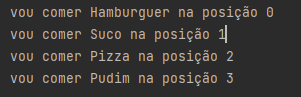 vou comer Hamburguer na posição 0
vou comer Suco na posição 1
vou comer Pizza na posição 2
vou comer Pudim na posição 3